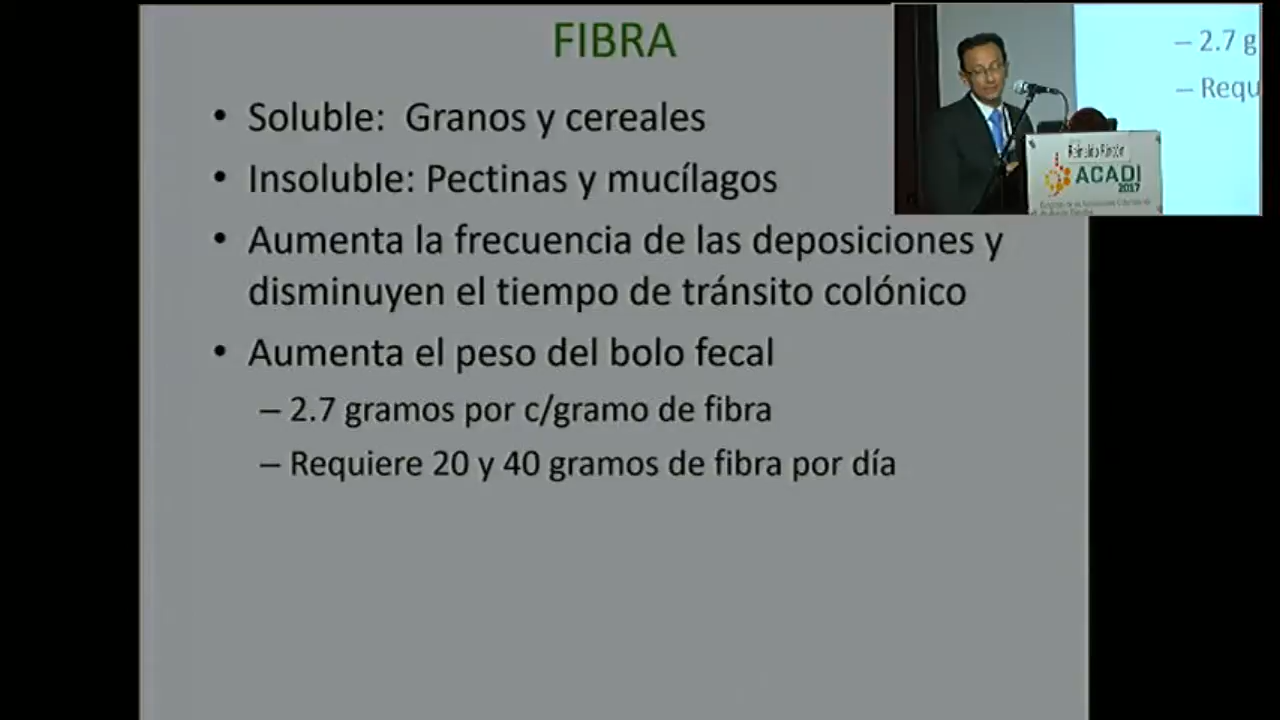 FIBRA
• Soluble: Granos y cereales
• Insoluble: Pectinas y mucílagos
• Aumenta la frecuencia de las deposiciones y
disminuyen el tiempo de tránsito colónico
• Aumenta el peso del bolo fecal
– 2.7 gramos por c/gramo de fibra
– Requiere 20 y 40 gramos de fibra por día
– 2.7 g
– Requ
Reinaldo Rincón
ACADI
2017